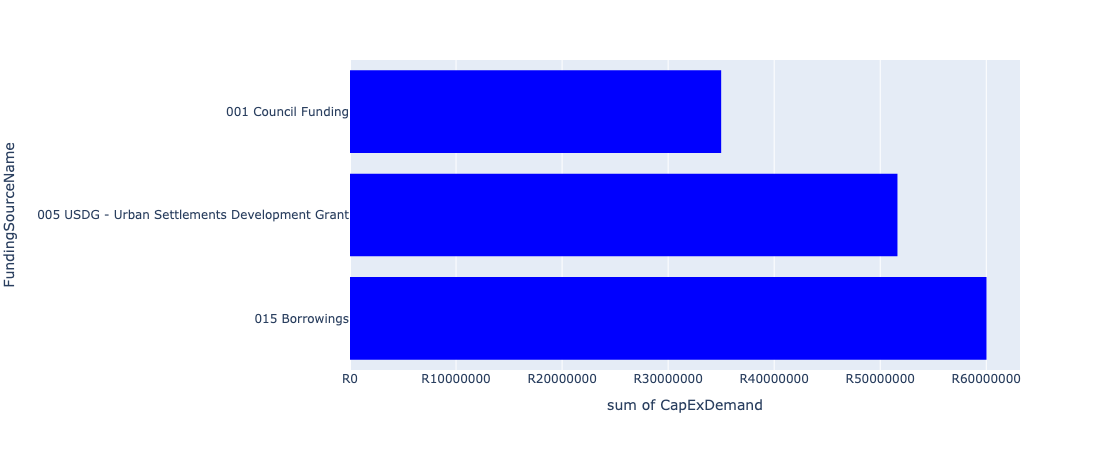 FundingSourceName
001 Council Funding
005 USDG - Urban Settlements Development Grant
015 Borrowings
R0 R10000000 R20000000 R30000000 R40000000 R50000000 R60000000
sum of CapExDemand